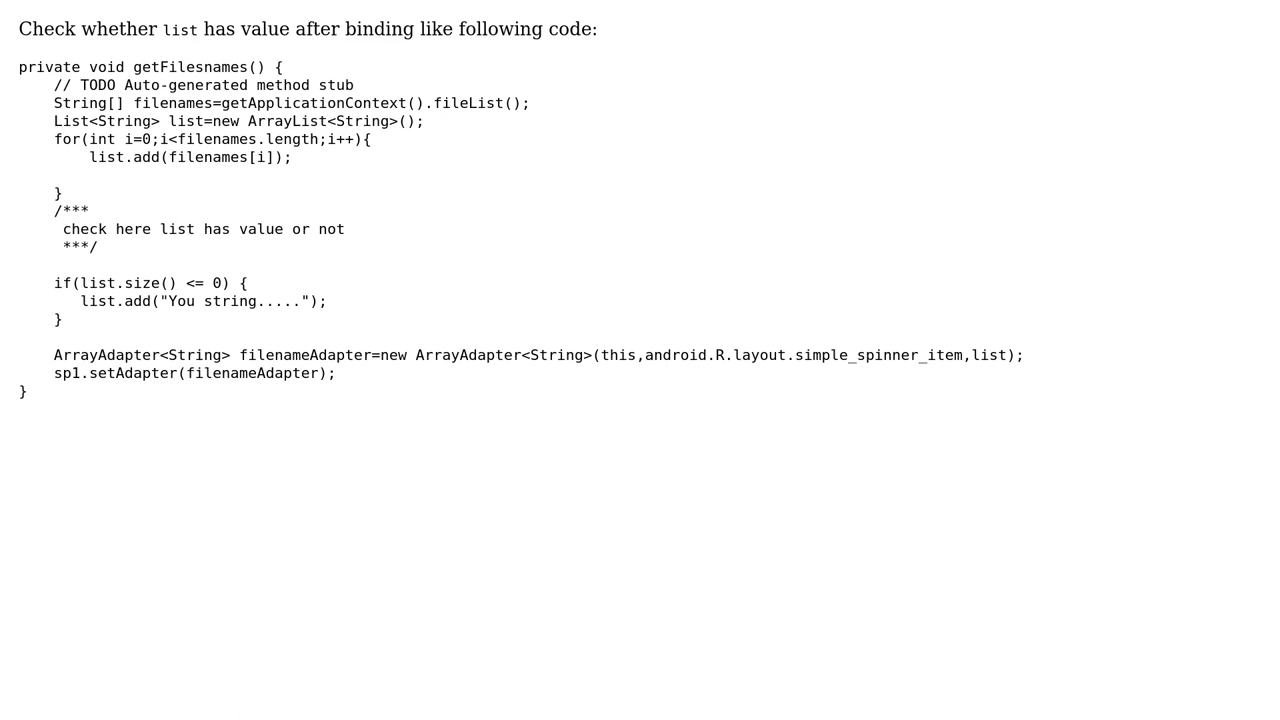 Check whether list has value after binding like following code:
private void getFilesnames() {
    // TODO Auto-generated method stub
    String[] filenames=getApplicationContext().fileList();
    List<String> list=new ArrayList<String>();
    for(int i=0;i<filenames.length;i++){
        list.add(filenames[i]);

    }
    /***
     check here list has value or not
     ***/

    if(list.size() <= 0) {
       list.add("You string.....");
    }

    ArrayAdapter<String> filenameAdapter=new ArrayAdapter<String>(this,android.R.layout.simple_spinner_item,list);
    sp1.setAdapter(filenameAdapter);
}